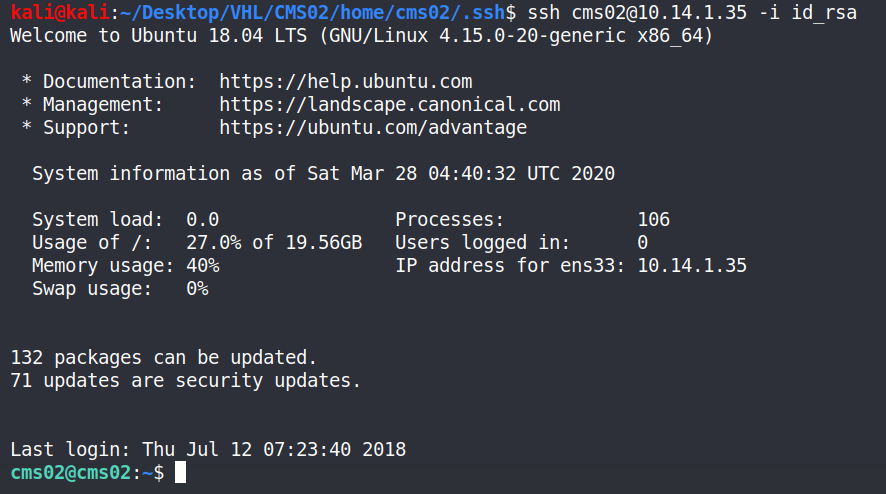 kali@kali:~/Desktop/VHL/CMS02/home/cms02/.ssh$ ssh cms02@10.14.1.35 -i id_rsa
Welcome to Ubuntu 18.04 LTS (GNU/Linux 4.15.0-20-generic x86_64)
* Documentation:  https://help.ubuntu.com
* Management:     https://landscape.canonical.com
* Support:        https://ubuntu.com/advantage
System information as of Sat Mar 28 04:40:32 UTC 2020
System load:  0.0                Processes:            106
Usage of /:   27.0% of 19.56GB   Users logged in:      0
Memory usage: 40%                IP address for ens33: 10.14.1.35
Swap usage:   0%
132 packages can be updated.
71 updates are security updates.
Last login: Thu Jul 12 07:23:40 2018
cms02@cms02:~$